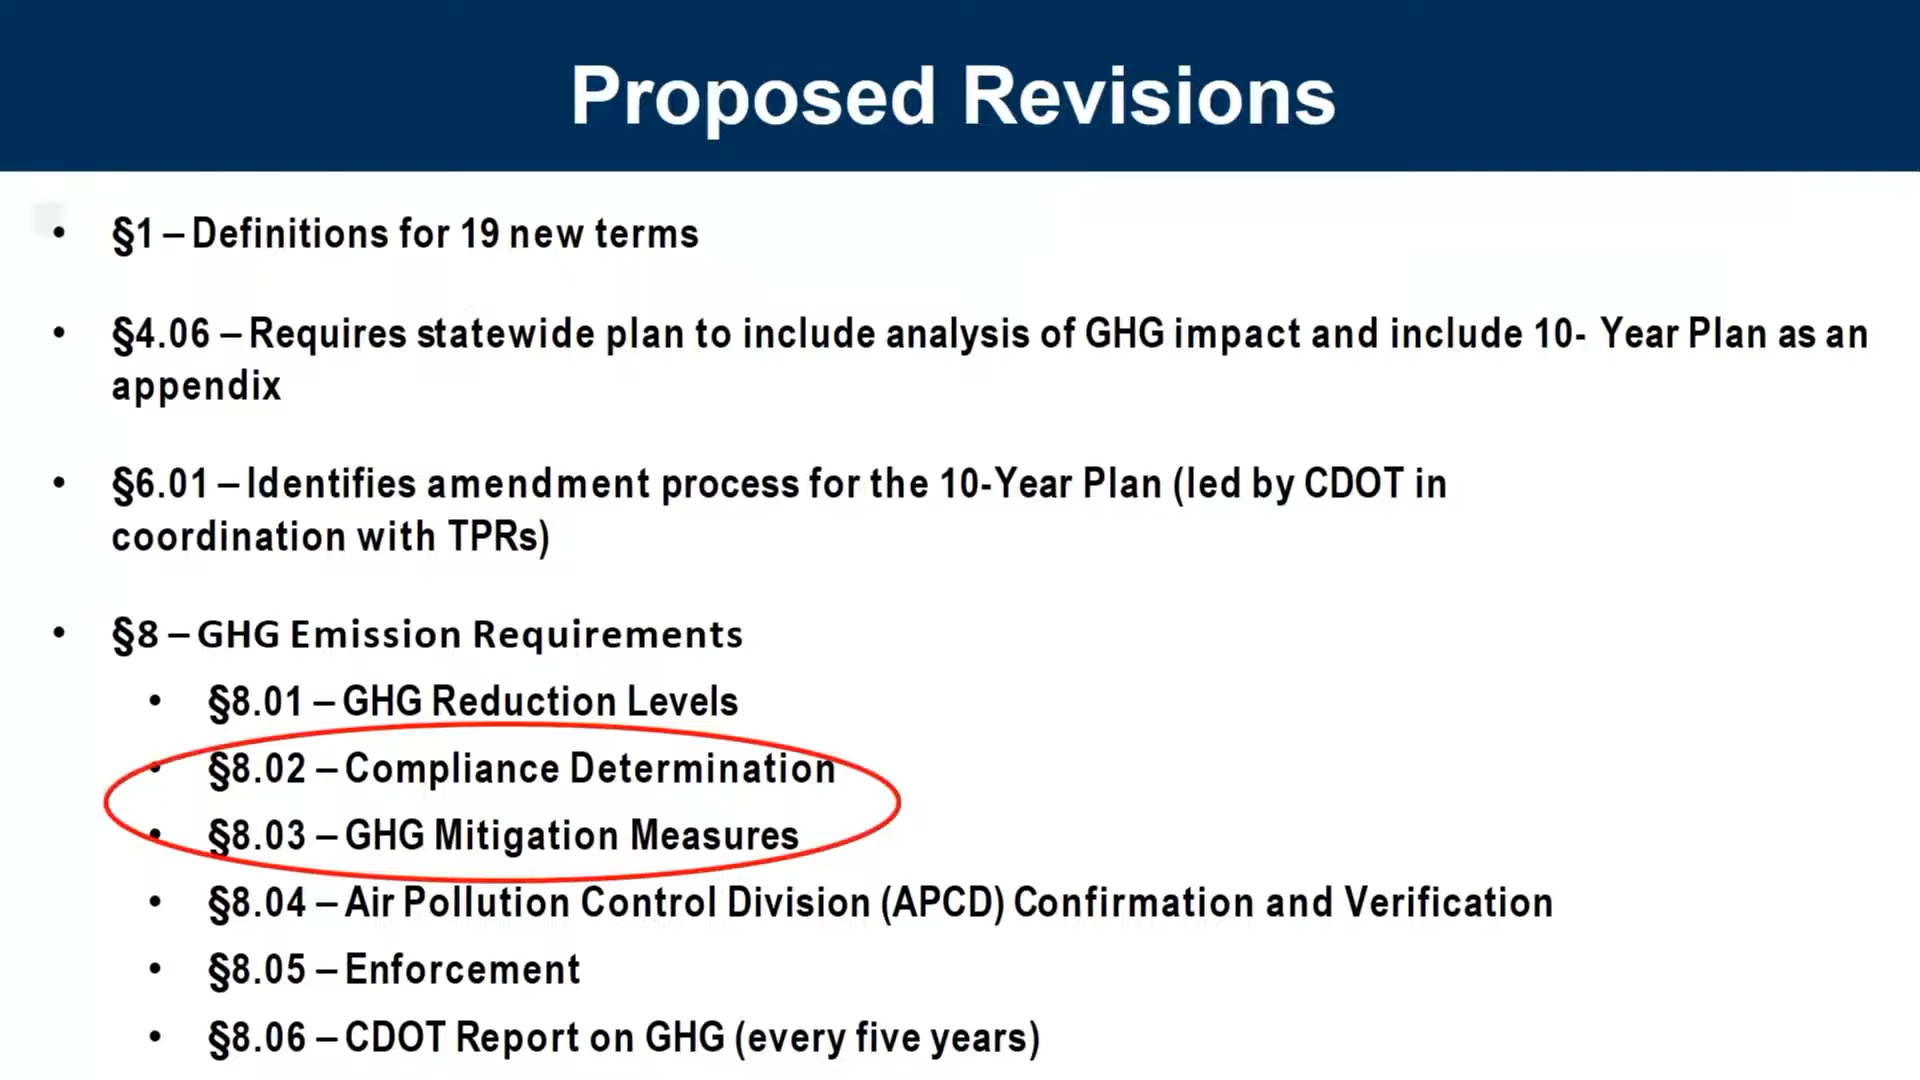 Proposed Revisions
• §1 – Definitions for 19 new terms
• §4.06 – Requires statewide plan to include analysis of GHG impact and include 10- Year Plan as an
appendix
• §6.01 – Identifies amendment process for the 10-Year Plan (led by CDOT in
coordination with TPRs)
• §8 – GHG Emission Requirements
• §8.01 – GHG Reduction Levels
• §8.02 – Compliance Determination
• §8.03 – GHG Mitigation Measures
• §8.04 – Air Pollution Control Division (APCD) Confirmation and Verification
• §8.05 – Enforcement
• §8.06 – CDOT Report on GHG (every five years)